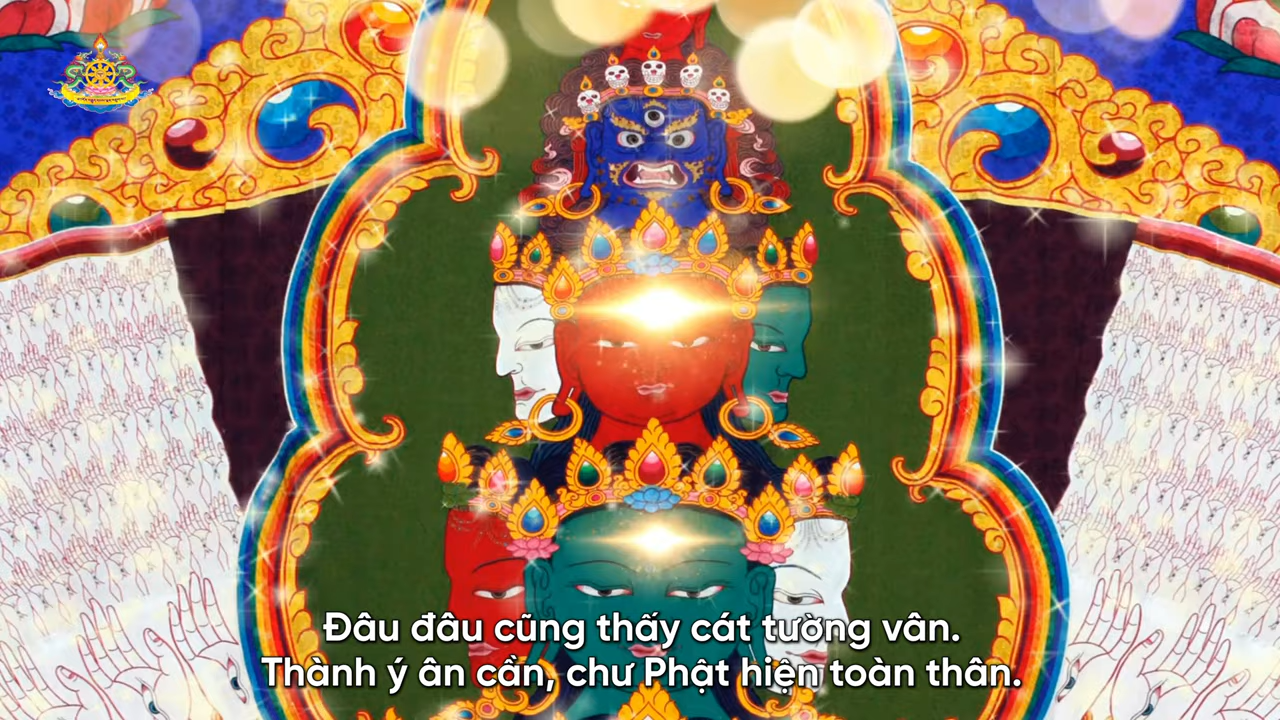 Đâu đâu cũng thấy cát tường vân.
Thành ý ân cần, chư Phật hiện toàn thân.